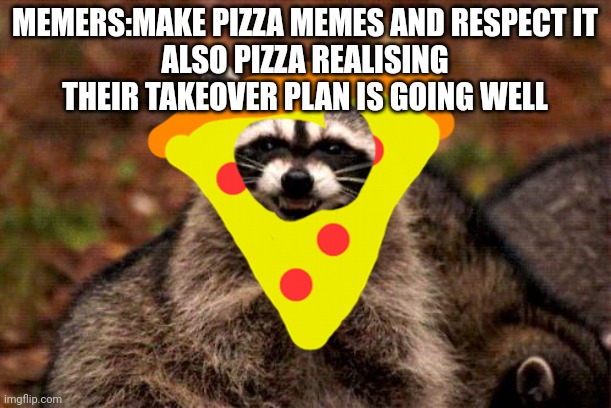 MEMERS:MAKE PIZZA MEMES AND RESPECT IT
ALSO PIZZA REALISING
THEIR TAKEOVER PLAN IS GOING WELL
imgflip.com